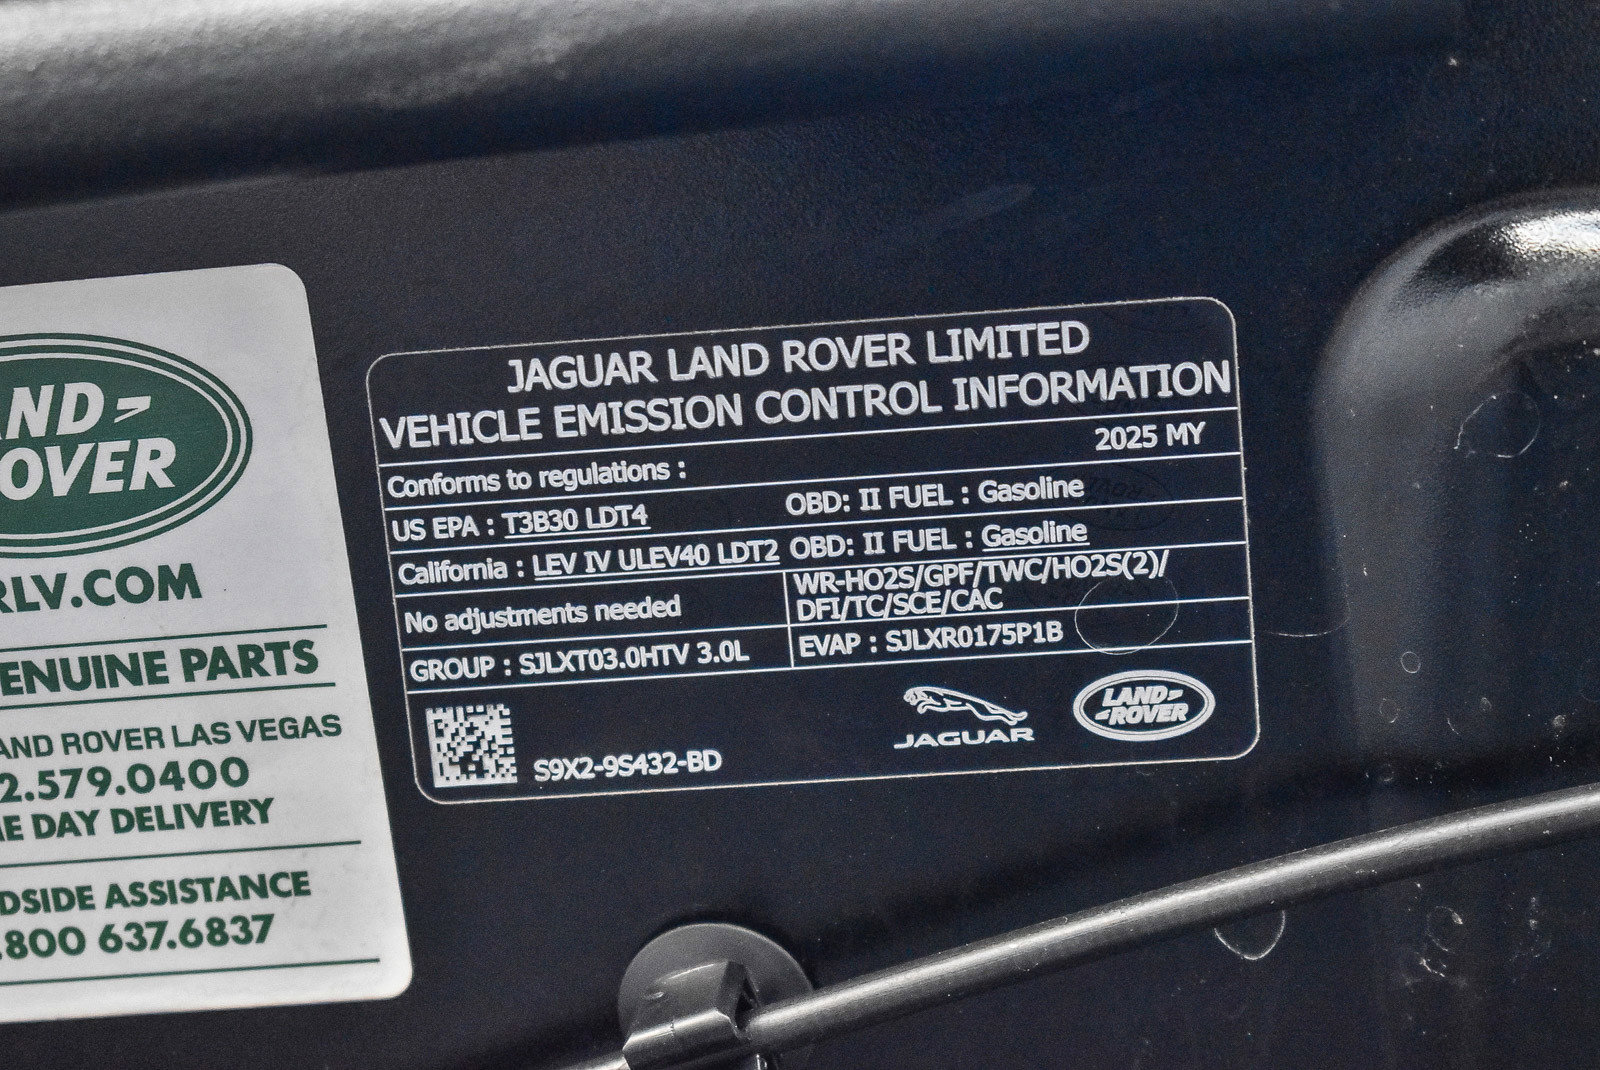 JAGUAR LAND ROVER LIMITED
VEHICLE EMISSION CONTROL INFORMATION
2025 MY
Conforms to regulations :
US EPA : T3B30 LDT4 OBD: II FUEL : Gasoline
California : LEV IV ULEV40 LDT2 OBD: II FUEL : Gasoline
No adjustments needed
WR-HO2S/GPF/TWC/HO2S(2)/
DFI/TC/SCE/CAC
GROUP : SJLXT03.0HTV 3.0L
EVAP : SJLXR0175P1B
S9X2-9S432-BD
JAGUAR
LAND-
-ROVER
AND
OVER
RLV.COM
ENUINE PARTS
AND ROVER LAS VEGAS
2.579.0400
E DAY DELIVERY
DSIDE ASSISTANCE
.800 637.6837